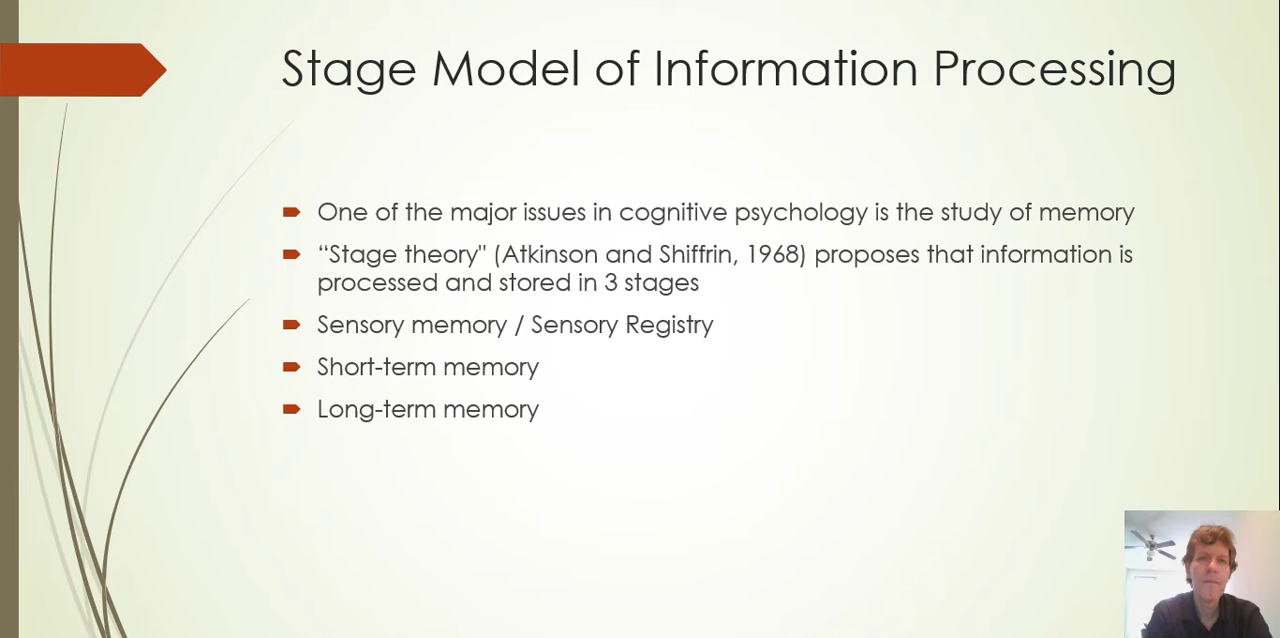 Stage Model of Information Processing
One of the major issues in cognitive psychology is the study of memory
“Stage theory" (Atkinson and Shiffrin, 1968) proposes that information is
processed and stored in 3 stages
Sensory memory / Sensory Registry
Short-term memory
Long-term memory